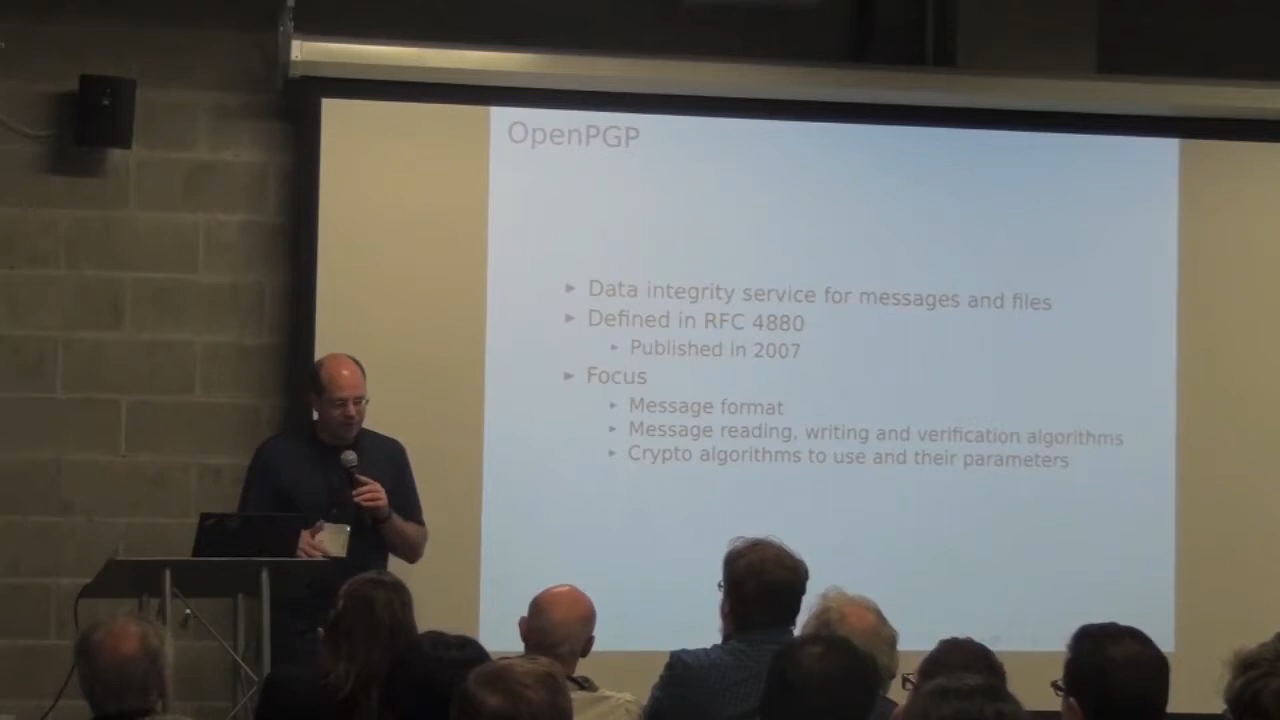 OpenPGP
▸ Data integrity service for messages and files
▸ Defined in RFC 4880
▸ Published in 2007
▸ Focus
▸ Message format
▸ Message reading, writing and verification algorithms
▸ Crypto algorithms to use and their parameters